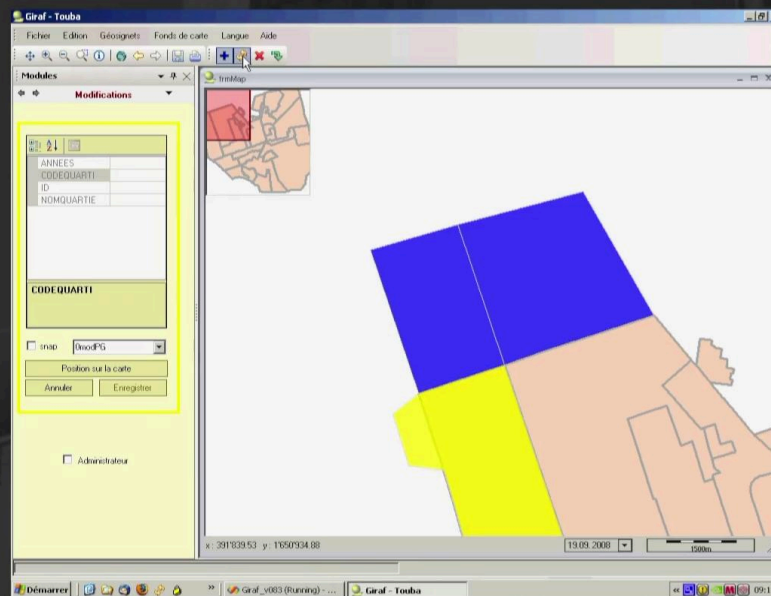 Giraf - Touba
Fichier Edition Géosignets Fonds de carte Langue Aide
Modules
Modifications
frmMap
ANNEES
CODEQUARTI
ID
NOMQUARTIE
CODEQUARTI
snap 0modPG
Position sur la carte
Annuler Enregistrer
Administrateur
x : 391'839.53 y : 1'650'934.88
19.09.2008
1500m
Démarrer
Giraf_v003 (Running) - ...
Giraf - Touba